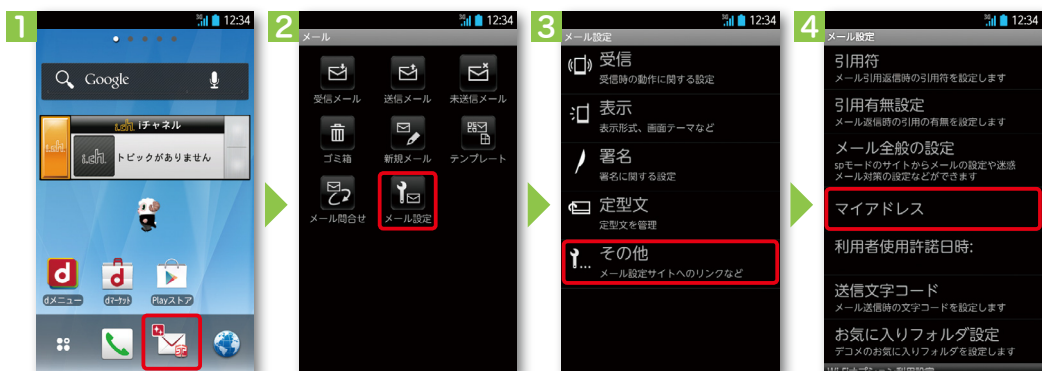 1
3G
12:34
Google
i.ch
iチャネル
i.ch.
i.ch.
トピックがありません
d
dメニュー
d
dマーケット
Playストア
2
3G
12:34
メール
受信メール
送信メール
未送信メール
ゴミ箱
新規メール
テンプレート
メール問合せ
メール設定
3
3G
12:34
メール設定
受信
受信時の動作に関する設定
表示
表示形式、画面テーマなど
署名
署名に関する設定
定型文
定型文を管理
その他
メール設定サイトへのリンクなど
4
3G
12:34
メール設定
引用符
メール引用返信時の引用符を設定します
引用有無設定
メール返信時の引用の有無を設定します
メール全般の設定
spモードのサイトからメールの設定や迷惑
メール対策の設定などができます
マイアドレス
利用者使用許諾日時:
送信文字コード
メール送信時の文字コードを設定します
お気に入りフォルダ設定
デコメのお気に入りフォルダを設定します